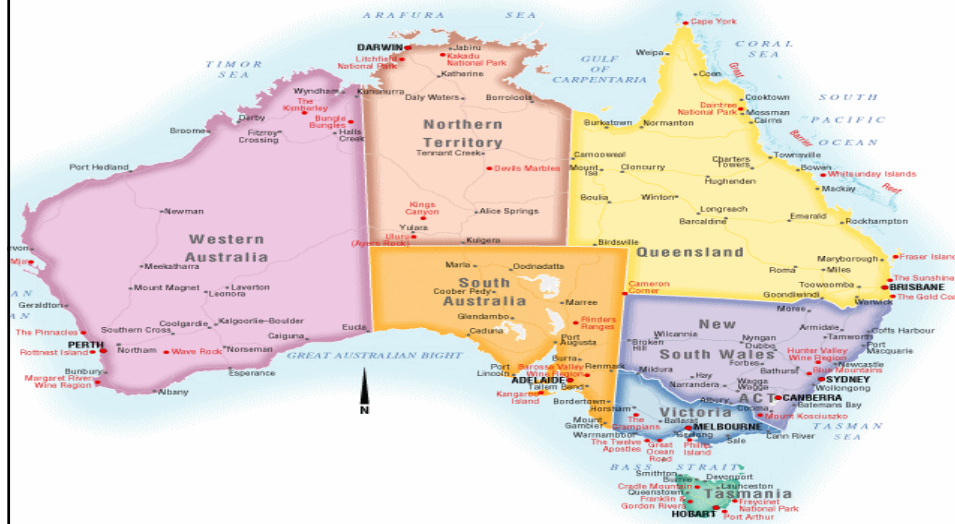 ARAFURA SEA
Cape York
DARWIN
Jabiru
Kakadu
National Park
Litchfield
National Park
Katherine
TIMOR
SEA
GULF
OF
CARPENTARIA
Weipa
Coen
CORAL
SEA
Great
Barrier
Reef
SOUTH
PACIFIC
OCEAN
Wyndham
Kununurra
The
Kimberley
Bungle
Bungles
Derby
Broome
Fitzroy
Crossing
Halls
Creek
Daly Waters
Borroloola
Northern
Territory
Tennant Creek
Devils Marbles
Kings
Canyon
Alice Springs
Yulara
Uluru
(Ayers Rock)
Kulgera
Cooktown
Daintree
National Park
Mossman
Cairns
Burketown
Normanton
Camooweal
Mount
Isa
Cloncurry
Charters
Towers
Townsville
Bowen
Whitsunday Islands
Hughenden
Mackay
Boulia
Winton
Longreach
Barcaldine
Emerald
Rockhampton
Birdsville
Queensland
Maryborough
Fraser Island
Roma
Miles
The Sunshine
Toowoomba
BRISBANE
Goondiwindi
Warwick
The Gold Coa
Port Hedland
Newman
Western
Australia
von
Mia
Meekatharra
Mount Magnet
Laverton
Leonora
AN
AN
Geraldton
Coolgardie
Kalgoorlie-Boulder
Southern Cross
Caiguna
Eucla
The Pinnacles
PERTH
Rottnest Island
Northam
Wave Rock
Norseman
Bunbury
Margaret River
Wine Region
Esperance
Albany
GREAT AUSTRALIAN BIGHT
N
Marla
Oodnadatta
South
Australia
Coober Pedy
Marree
Cameron
Corner
Glendambo
Ceduna
Flinders
Ranges
Port
Augusta
Burra
Renmark
Port
Lincoln
Barossa Valley
Wine Region
ADELAIDE
Tailem Bend
Kangaroo
Island
Bordertown
Mount
Gambier
Moree
New
South Wales
Wilcannia
Broken
Hill
Nyngan
Dubbo
Forbes
Armidale
Tamworth
Coffs Harbour
Port
Macquarie
Hunter Valley
Wine Region
Newcastle
Bathurst
Blue Mountains
SYDNEY
Wollongong
Mildura
Hay
Narrandera
Wagga
Wagga
Albury
ACT
CANBERRA
Batemans Bay
Cooma
Mount Kosciuszko
TASMAN
SEA
Horsham
Victoria
The
Grampians
Ballarat
MELBOURNE
Geelong
Cann River
Sale
Warrnambool
The Twelve
Apostles
Great
Ocean
Road
Phillip
Island
BASS STRAIT
Smithton
Burnie
Devonport
Cradle Mountain
Launceston
Queenstown
Tasmania
Franklin &
Gordon Rivers
Freycinet
National Park
HOBART
Port Arthur